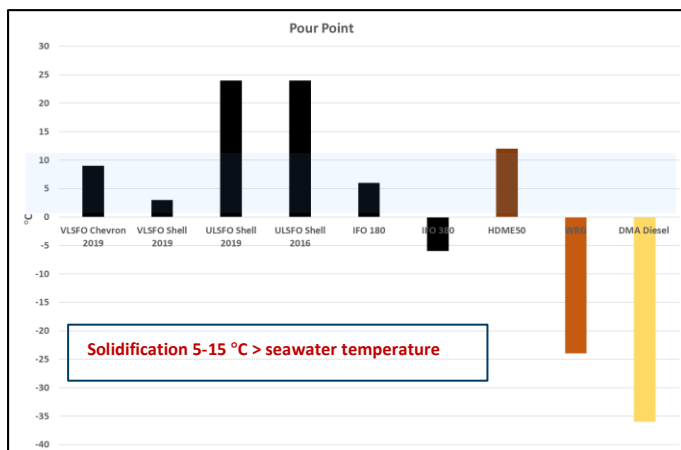 Pour Point
30
25
20
15
10
5
0
-5
-10
-15
-20
-25
-30
-35
-40
°C
VLSFO Chevron
2019
VLSFO Shell
2019
ULSFO Shell
2019
ULSFO Shell
2016
IFO 180
IFO 380
HDME50
WRG
DMA Diesel
Solidification 5-15 °C > seawater temperature